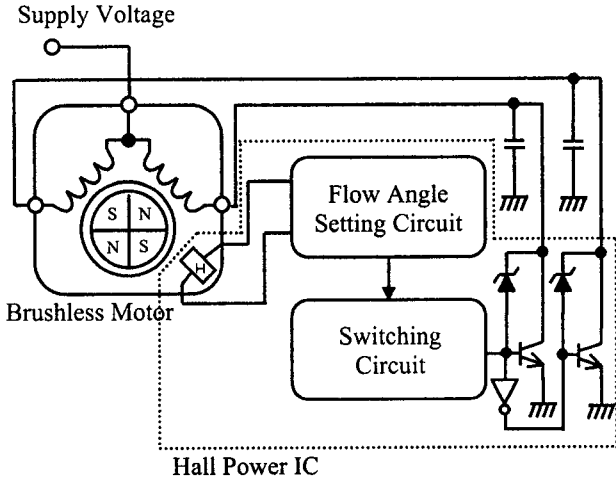 Supply Voltage
Flow Angle
Setting Circuit
S N
N S
H
Brushless Motor
Switching
Circuit
Hall Power IC